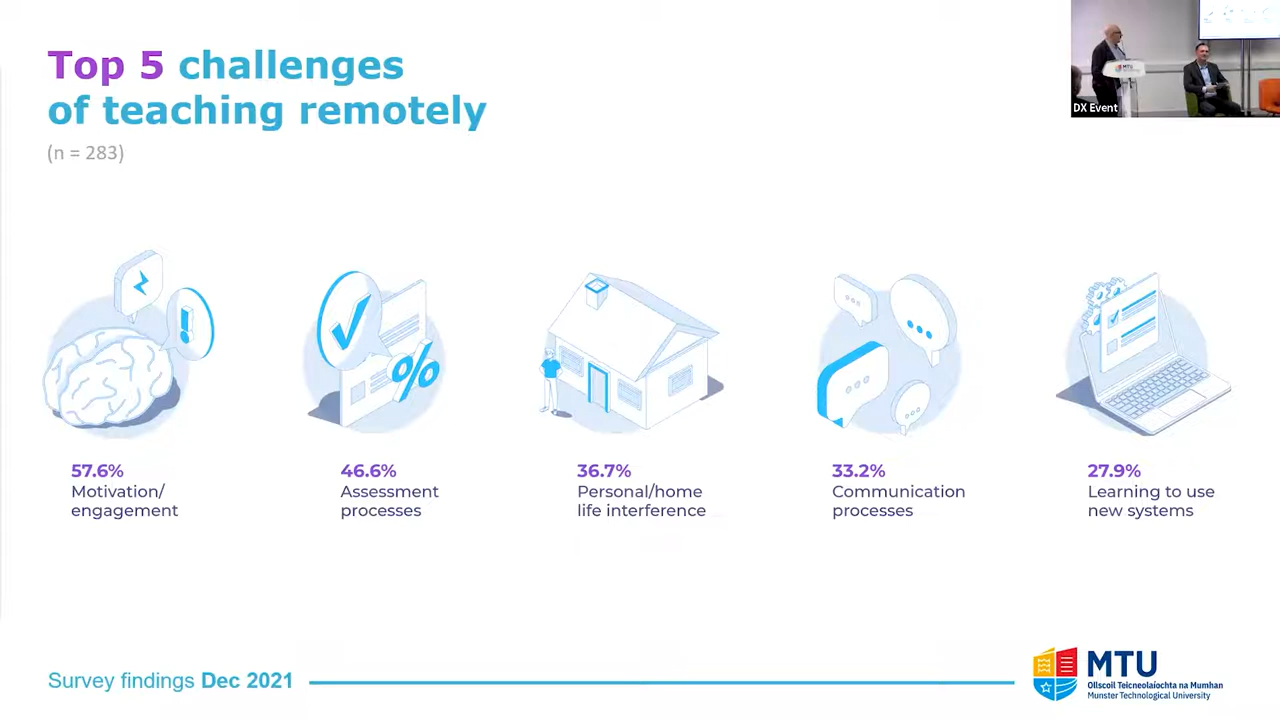 Top 5 challenges
of teaching remotely
(n = 283)
MTU
DX Event
%
57.6%
Motivation/
engagement
46.6%
Assessment
processes
36.7%
Personal/home
life interference
33.2%
Communication
processes
27.9%
Learning to use
new systems
Survey findings Dec 2021
MTU
Ollscoil Teicneolaíochta na Mumhan
Munster Technological University